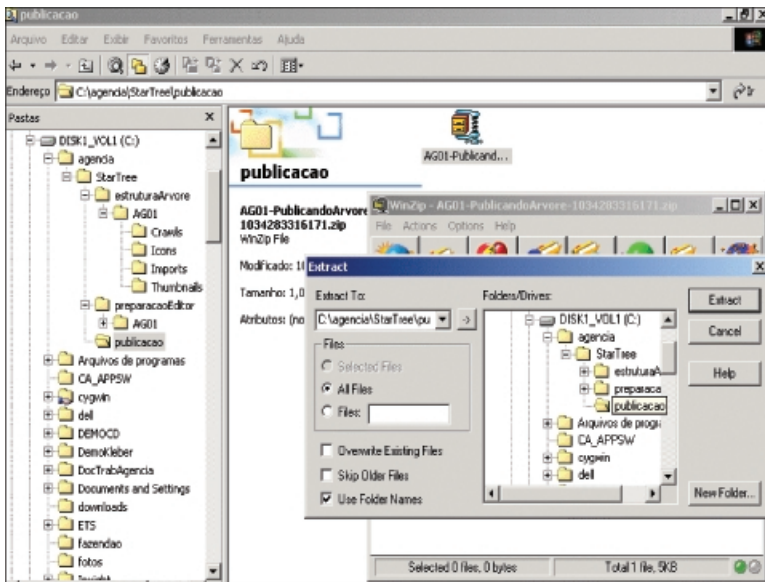 publicacao
Arquivo Editar Exibir Favoritos Ferramentas Ajuda
Endereço C:\agencia\StarTree\publicacao
Pastas
DISK1_VOL1 (C:)
agencia
StarTree
estruturaArvore
AG01
Crawls
Icons
Imports
Thumbnails
preparacaoEditor
AG01
publicacao
Arquivos de programas
CA_APPSW
cygwin
dell
DEMOCD
DemoKleber
DocTrabAgencia
Documents and Settings
downloads
ETS
fazendao
fotos
publicacao
AG01-PublicandoArvore
1034283316171.zip
WinZip File
Modificado: 10
Tamanho: 1,0
Atributos: (no
AG01-Publicand...
WinZip - AG01-PublicandoArvore-1034283316171.zip
File Actions Options Help
Extract
Extract To:
C:\agencia\StarTree\pu
Files
Selected Files
All Files
Files:
Overwrite Existing Files
Skip Older Files
Use Folder Names
Folders/Drives:
DISK1_VOL1 (C:)
agencia
StarTree
estruturaA
preparaca
publicacao
Arquivos de progra
CA_APPSW
cygwin
dell
Extract
Cancel
Help
New Folder...
Selected 0 files, 0 bytes
Total 1 file, 5KB